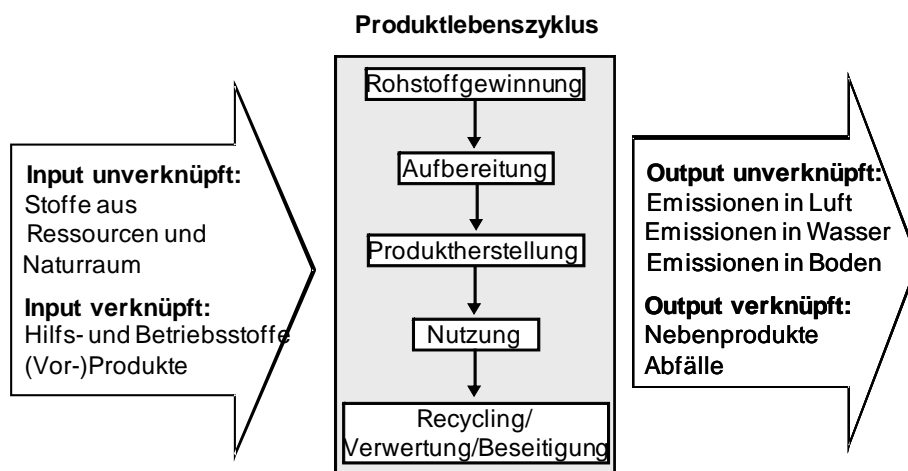 Produktlebenszyklus
Input unverknüpft:
Stoffe aus
Ressourcen und
Naturraum
Input verknüpft:
Hilfs- und Betriebsstoffe
(Vor-)Produkte
Rohstoffgewinnung
Aufbereitung
Produktherstellung
Nutzung
Recycling/
Verwertung/Beseitigung
Output unverknüpft:
Emissionen in Luft
Emissionen in Wasser
Emissionen in Boden
Output verknüpft:
Nebenprodukte
Abfälle